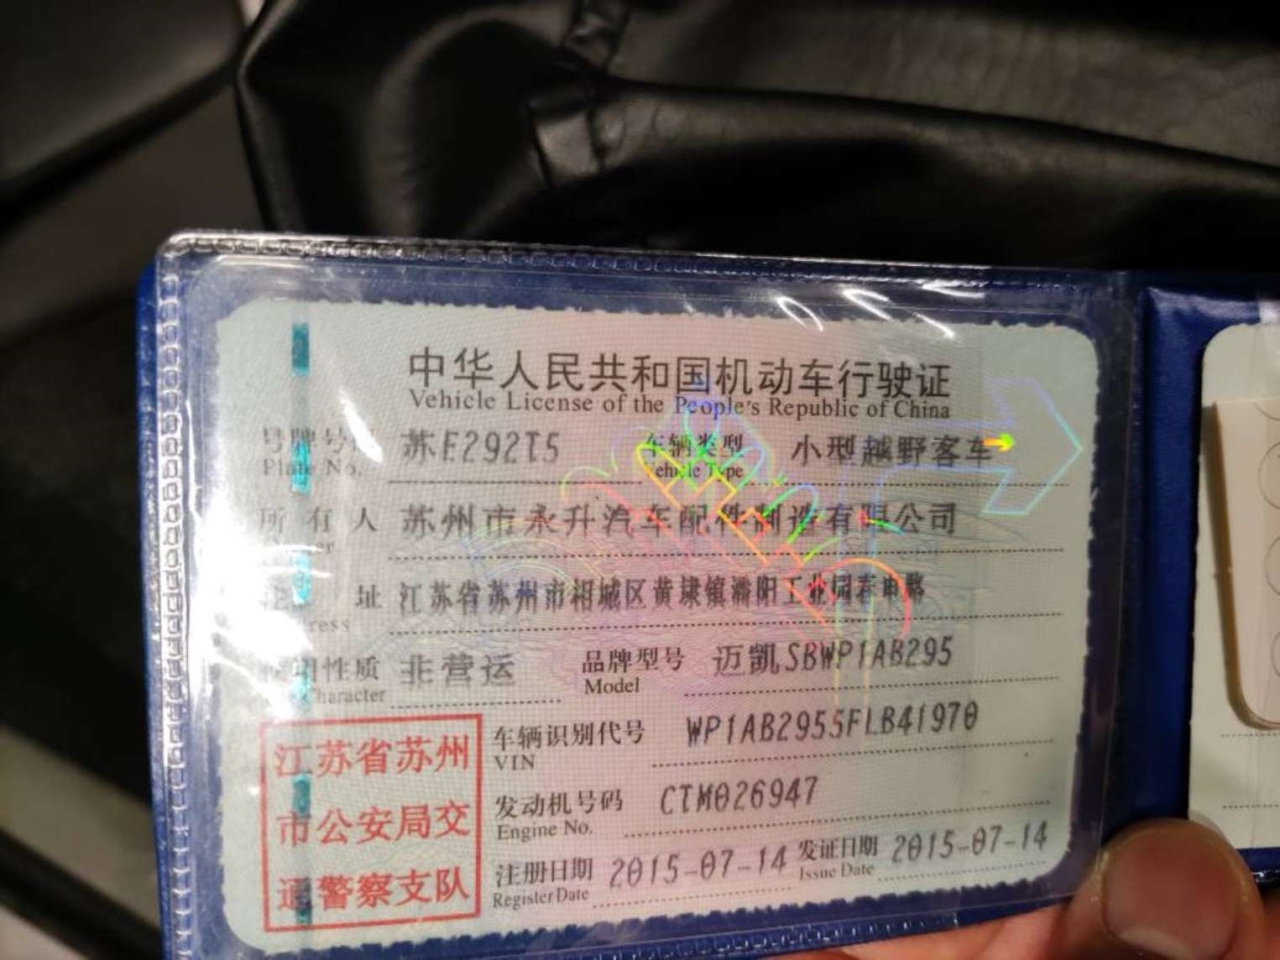 中华人民共和国机动车行驶证
Vehicle License of the People's Republic of China
号牌号 苏E292T5 车辆类型 小型越野客车
Plate No. Vehicle Type
所有人 苏州市永升汽车配件制造有限公司
址 江苏省苏州市相城区黄埭镇潘阳工业园春申路
用性质 非营运 品牌型号 迈凯SBWP1AB295
Character Model
车辆识别代号 WP1AB2955FLB41970
VIN
发动机号码 CTM026947
Engine No.
注册日期 2015-07-14 发证日期 2015-07-14
Register Date Issue Date
江苏省苏州
市公安局交
通警察支队